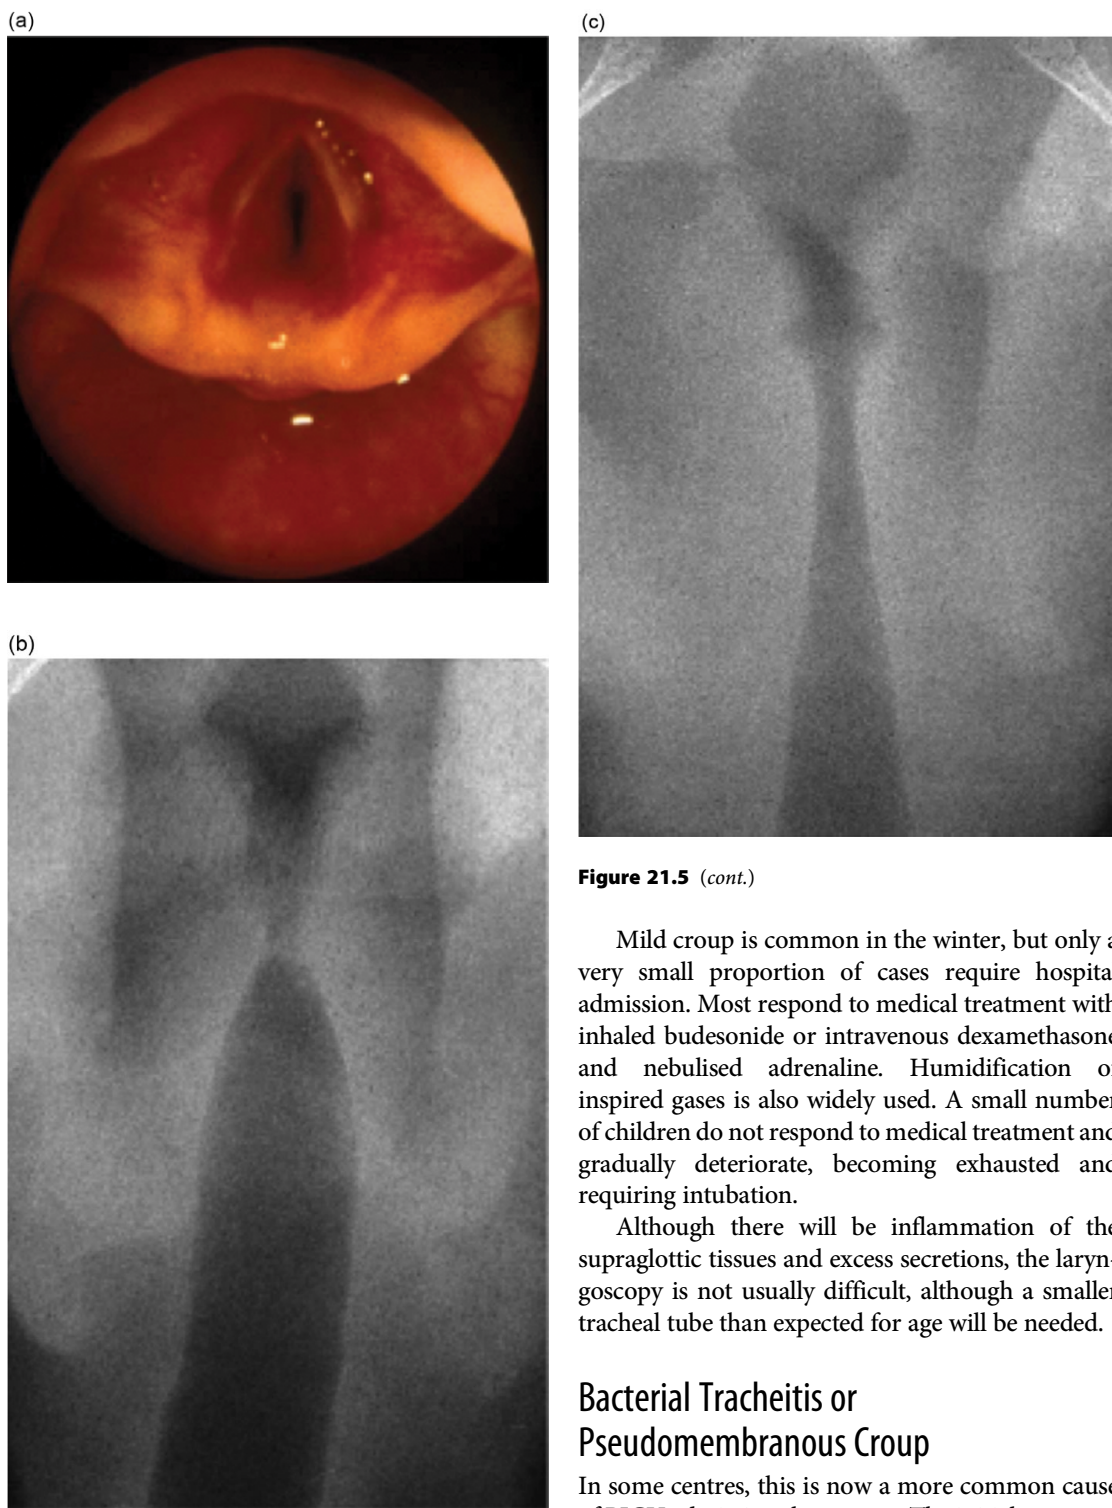 (a)
(b)
(c)
Figure 21.5 (cont.)
Mild croup is common in the winter, but only a
very small proportion of cases require hospita
admission. Most respond to medical treatment with
inhaled budesonide or intravenous dexamethasone
and nebulised adrenaline. Humidification of
inspired gases is also widely used. A small number
of children do not respond to medical treatment and
gradually deteriorate, becoming exhausted and
requiring intubation.
Although there will be inflammation of the
supraglottic tissues and excess secretions, the laryn-
goscopy is not usually difficult, although a smaller
tracheal tube than expected for age will be needed.
Bacterial Tracheitis or
Pseudomembranous Croup
In some centres, this is now a more common cause